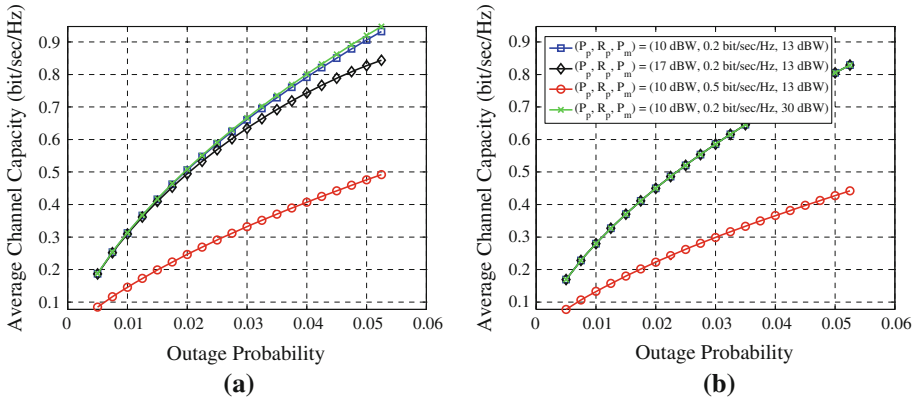 Average Channel Capacity (bit/sec/Hz)
0.9
0.8
0.7
0.6
0.5
0.4
0.3
0.2
0.1
0 0.01 0.02 0.03 0.04 0.05 0.06
Outage Probability
(a)
Average Channel Capacity (bit/sec/Hz)
(P_p, R_p, P_m) = (10 dBW, 0.2 bit/sec/Hz, 13 dBW)
(P_p, R_p, P_m) = (17 dBW, 0.2 bit/sec/Hz, 13 dBW)
(P_p, R_p, P_m) = (10 dBW, 0.5 bit/sec/Hz, 13 dBW)
(P_p, R_p, P_m) = (10 dBW, 0.2 bit/sec/Hz, 30 dBW)
0.9
0.8
0.7
0.6
0.5
0.4
0.3
0.2
0.1
0 0.01 0.02 0.03 0.04 0.05 0.06
Outage Probability
(b)